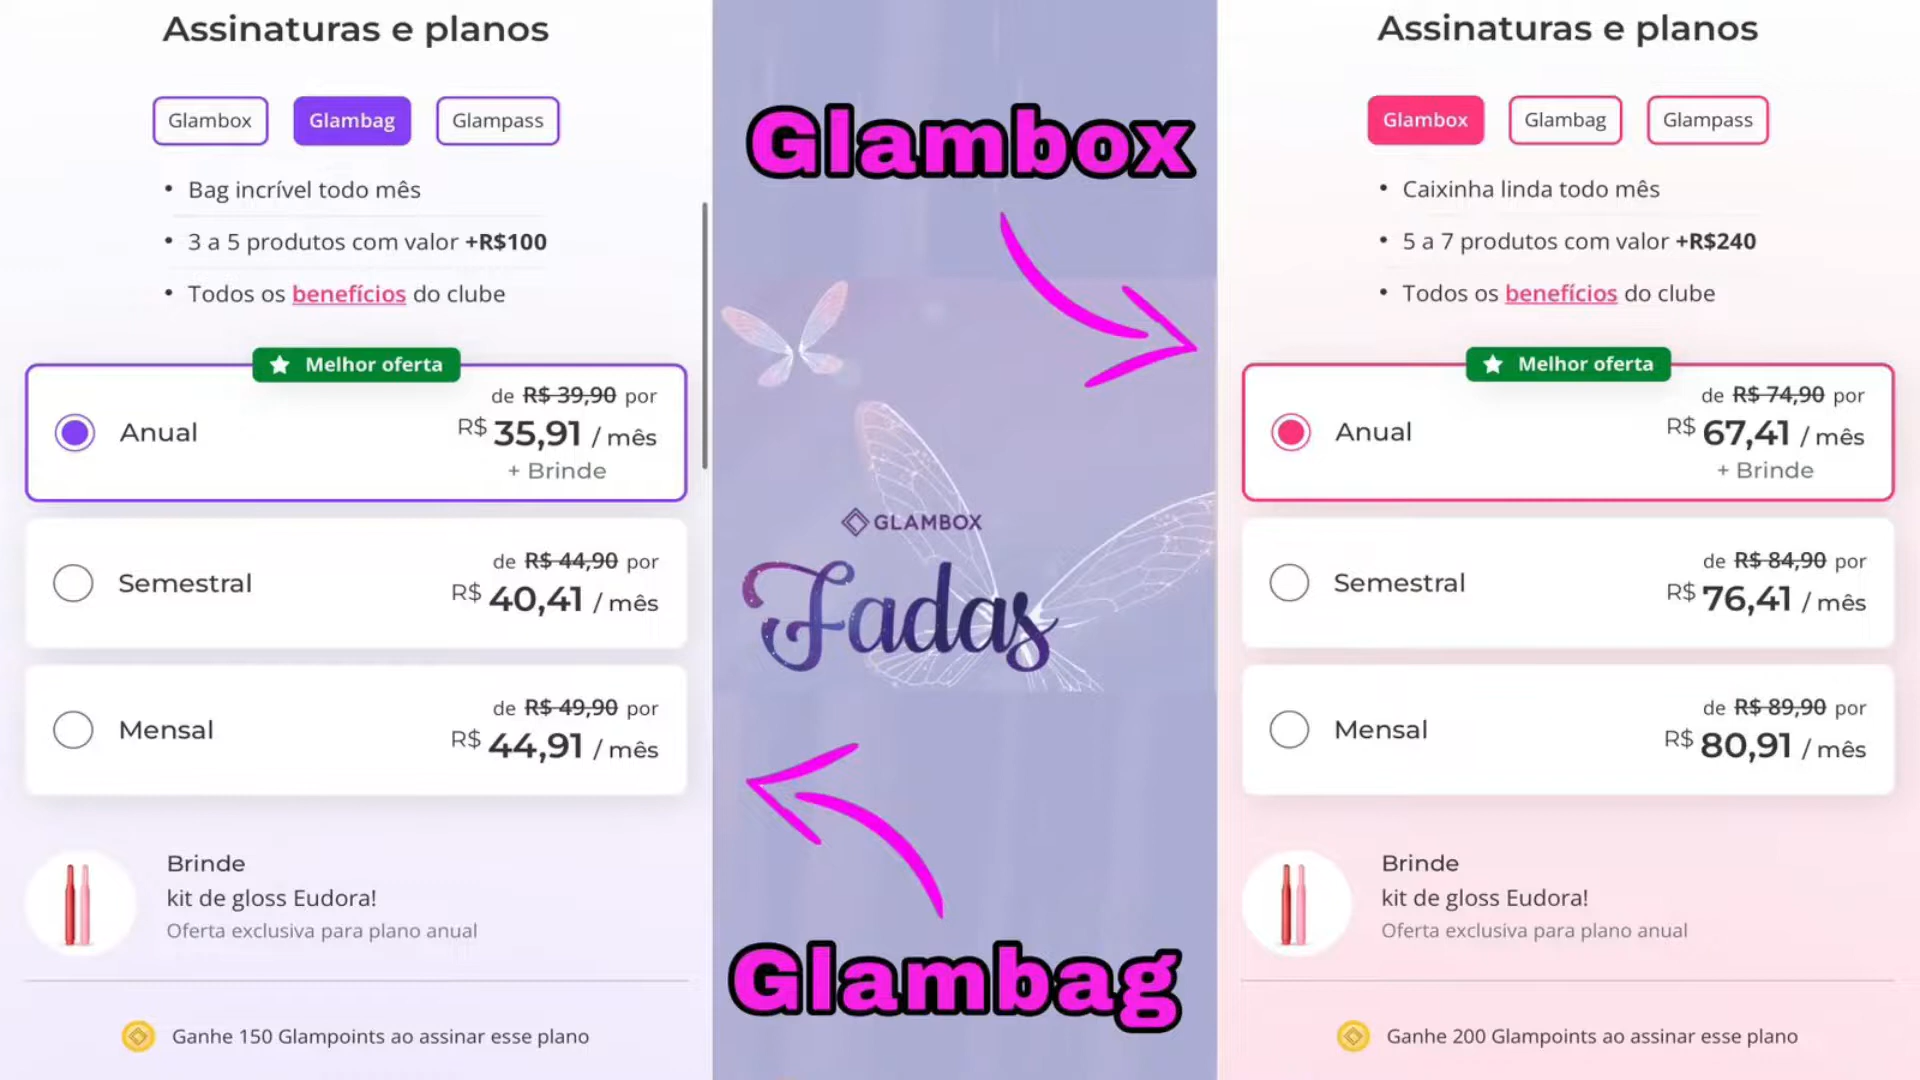 Assinaturas e planos
Glambox
Glambag
Glampass
• Bag incrível todo mês
• 3 a 5 produtos com valor +R$100
• Todos os benefícios do clube
Melhor oferta
Anual
de R$ 39,90 por
R$ 35,91 / mês
+ Brinde
Semestral
de R$ 44,90 por
R$ 40,41 / mês
Mensal
de R$ 49,90 por
R$ 44,91 / mês
Brinde
kit de gloss Eudora!
Oferta exclusiva para plano anual
Ganhe 150 Glampoints ao assinar esse plano
Glambox
GLAMBOX
Fadas
Glambag
Assinaturas e planos
Glambox
Glambag
Glampass
• Caixinha linda todo mês
• 5 a 7 produtos com valor +R$240
• Todos os benefícios do clube
Melhor oferta
Anual
de R$ 74,90 por
R$ 67,41 / mês
+ Brinde
Semestral
de R$ 84,90 por
R$ 76,41 / mês
Mensal
de R$ 89,90 por
R$ 80,91 / mês
Brinde
kit de gloss Eudora!
Oferta exclusiva para plano anual
Ganhe 200 Glampoints ao assinar esse plano